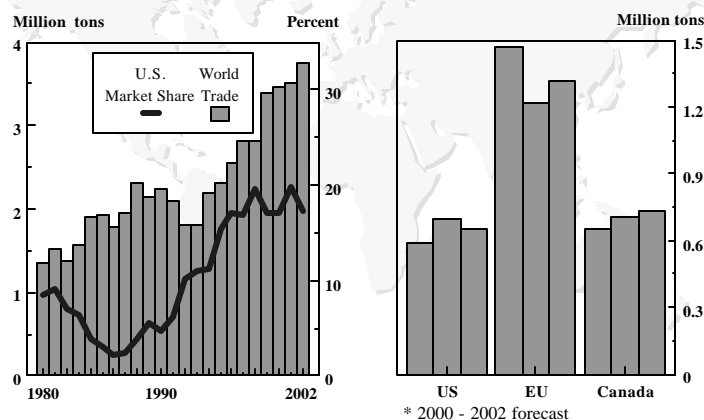 Million tons
Percent
4
3
2
1
0
U.S. World
Market Share Trade
30
20
10
0
1980
1990
2002
Million tons
1.5
1.2
0.9
0.6
0.3
0
US
EU
Canada
* 2000 - 2002 forecast